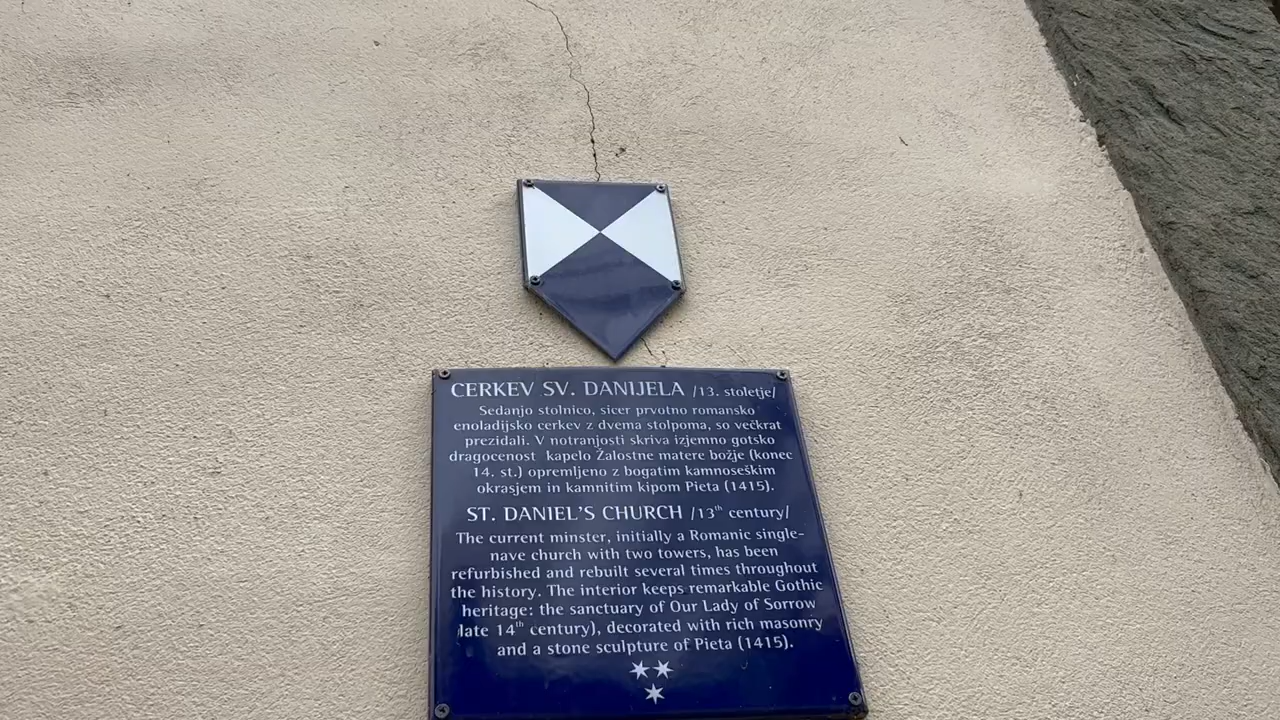 CERKEV SV. DANIJELA /13. stoletje/
Sedanjo stolnico, sicer prvotno romansko
enoladijsko cerkev z dvema stolpoma, so večkrat
prezidali. V notranjosti skriva izjemno gotsko
dragocenost kapelo Žalostne matere božje (konec
14. st.) opremljeno z bogatim kamnoseškim
okrasjem in kamnitim kipom Pieta (1415).
ST. DANIEL'S CHURCH /13th century/
The current minster, initially a Romanic single-
nave church with two towers, has been
refurbished and rebuilt several times throughout
the history. The interior keeps remarkable Gothic
heritage: the sanctuary of Our Lady of Sorrow
late 14th century), decorated with rich masonry
and a stone sculpture of Pieta (1415).